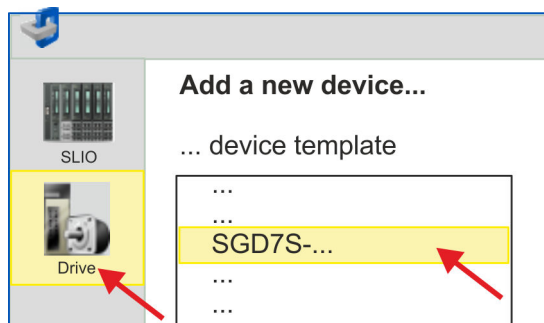 Add a new device...
SLIO
... device template
...
...
SGD7S-...
Drive
...
...